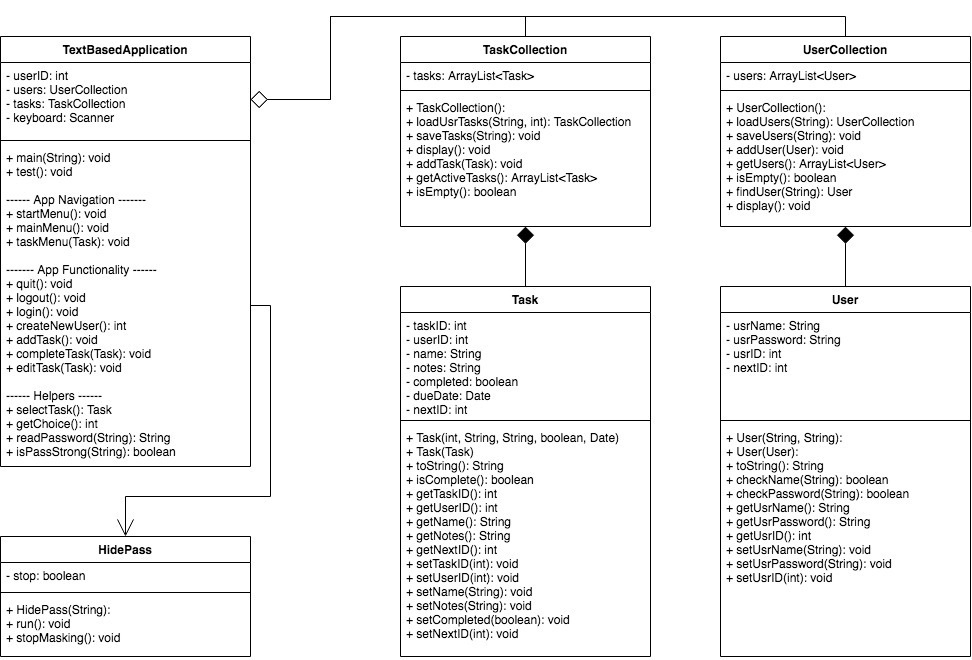 TextBasedApplication
- userID: int
- users: UserCollection
- tasks: TaskCollection
- keyboard: Scanner
+ main(String): void
+ test(): void
------ App Navigation -------
+ startMenu(): void
+ mainMenu(): void
+ taskMenu(Task): void
------- App Functionality ------
+ quit(): void
+ logout(): void
+ login(): void
+ createNewUser(): int
+ addTask(): void
+ completeTask(Task): void
+ editTask(Task): void
------ Helpers ------
+ selectTask(): Task
+ getChoice(): int
+ readPassword(String): String
+ isPassStrong(String): boolean
HidePass
- stop: boolean
+ HidePass(String):
+ run(): void
+ stopMasking(): void
TaskCollection
- tasks: ArrayList<Task>
+ TaskCollection():
+ loadUsrTasks(String, int): TaskCollection
+ saveTasks(String): void
+ display(): void
+ addTask(Task): void
+ getActiveTasks(): ArrayList<Task>
+ isEmpty(): boolean
Task
- taskID: int
- userID: int
- name: String
- notes: String
- completed: boolean
- dueDate: Date
- nextID: int
+ Task(int, String, String, boolean, Date)
+ Task(Task)
+ toString(): String
+ isComplete(): boolean
+ getTaskID(): int
+ getUserID(): int
+ getName(): String
+ getNotes(): String
+ getNextID(): int
+ setTaskID(int): void
+ setUserID(int): void
+ setName(String): void
+ setNotes(String): void
+ setCompleted(boolean): void
+ setNextID(int): void
UserCollection
- users: ArrayList<User>
+ UserCollection():
+ loadUsers(String): UserCollection
+ saveUsers(String): void
+ addUser(User): void
+ getUsers(): ArrayList<User>
+ isEmpty(): boolean
+ findUser(String): User
+ display(): void
User
- usrName: String
- usrPassword: String
- usrID: int
- nextID: int
+ User(String, String):
+ User(User):
+ toString(): String
+ checkName(String): boolean
+ checkPassword(String): boolean
+ getUsrName(): String
+ getUsrPassword(): String
+ getUsrID(): int
+ setUsrName(String): void
+ setUsrPassword(String): void
+ setUsrID(int): void